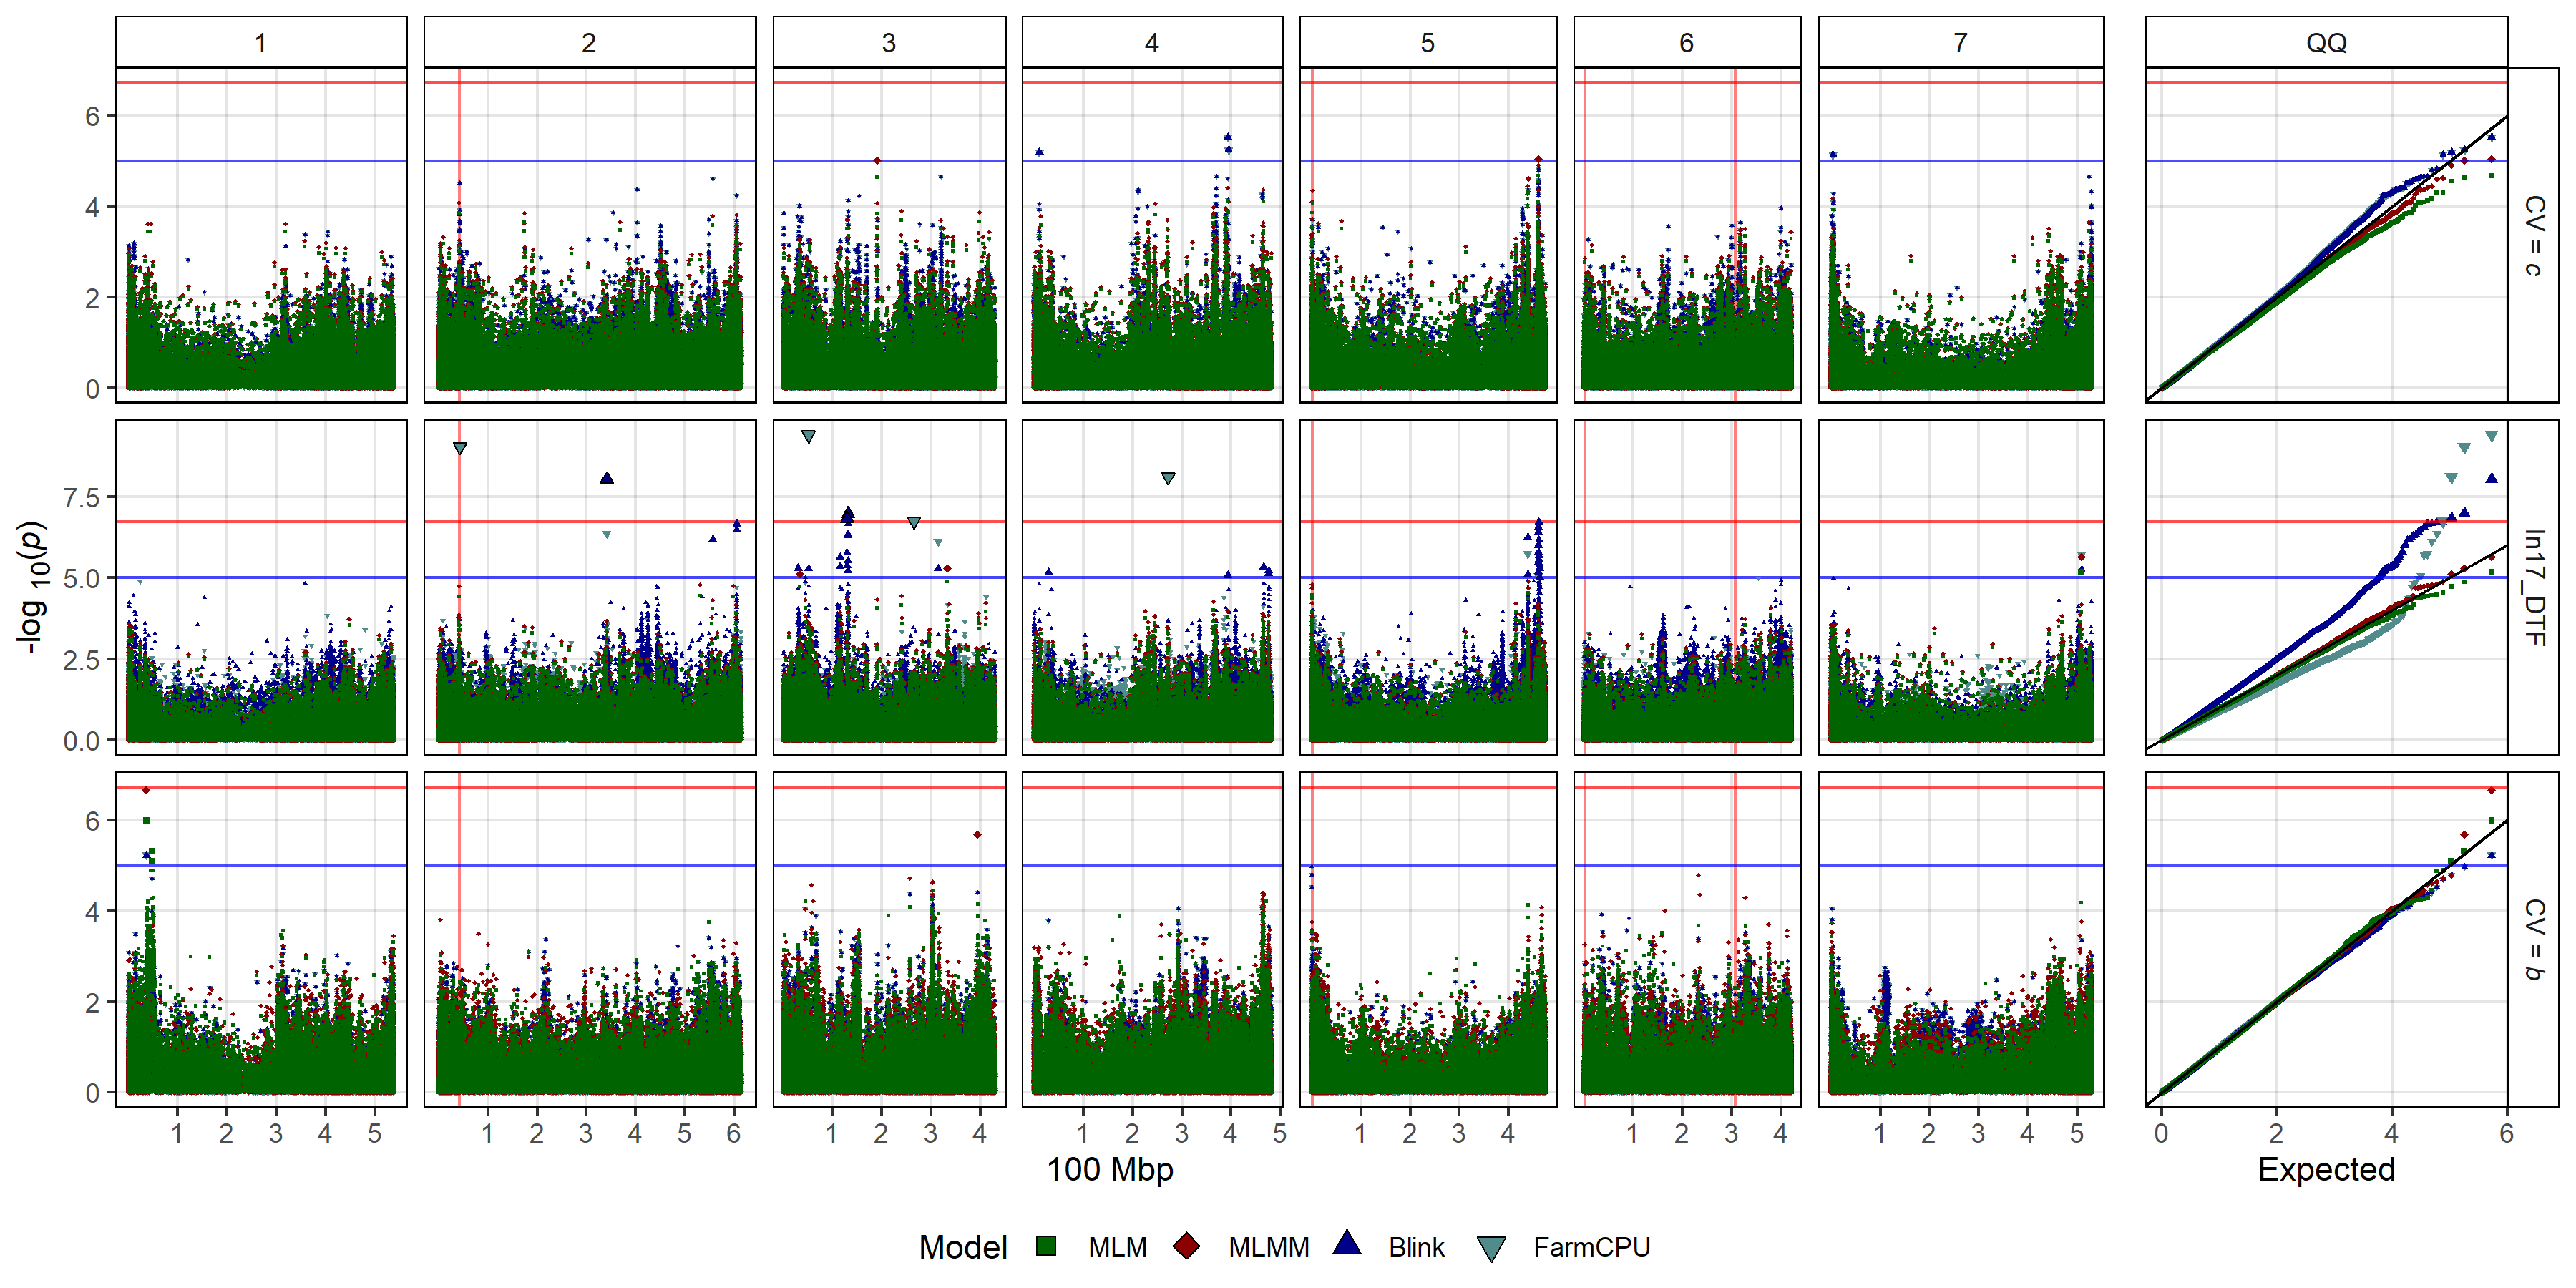 1 2 3 4 5 6 7 QQ
6
4
2
0
CV = c
-log 10(p)
7.5
5.0
2.5
0.0
In17_DTF
6
4
2
0
CV = b
1 2 3 4 5 1 2 3 4 5 6 1 2 3 4 1 2 3 4 5 1 2 3 4 1 2 3 4 1 2 3 4 5 0 2 4 6
100 Mbp Expected
Model MLM MLMM Blink FarmCPU